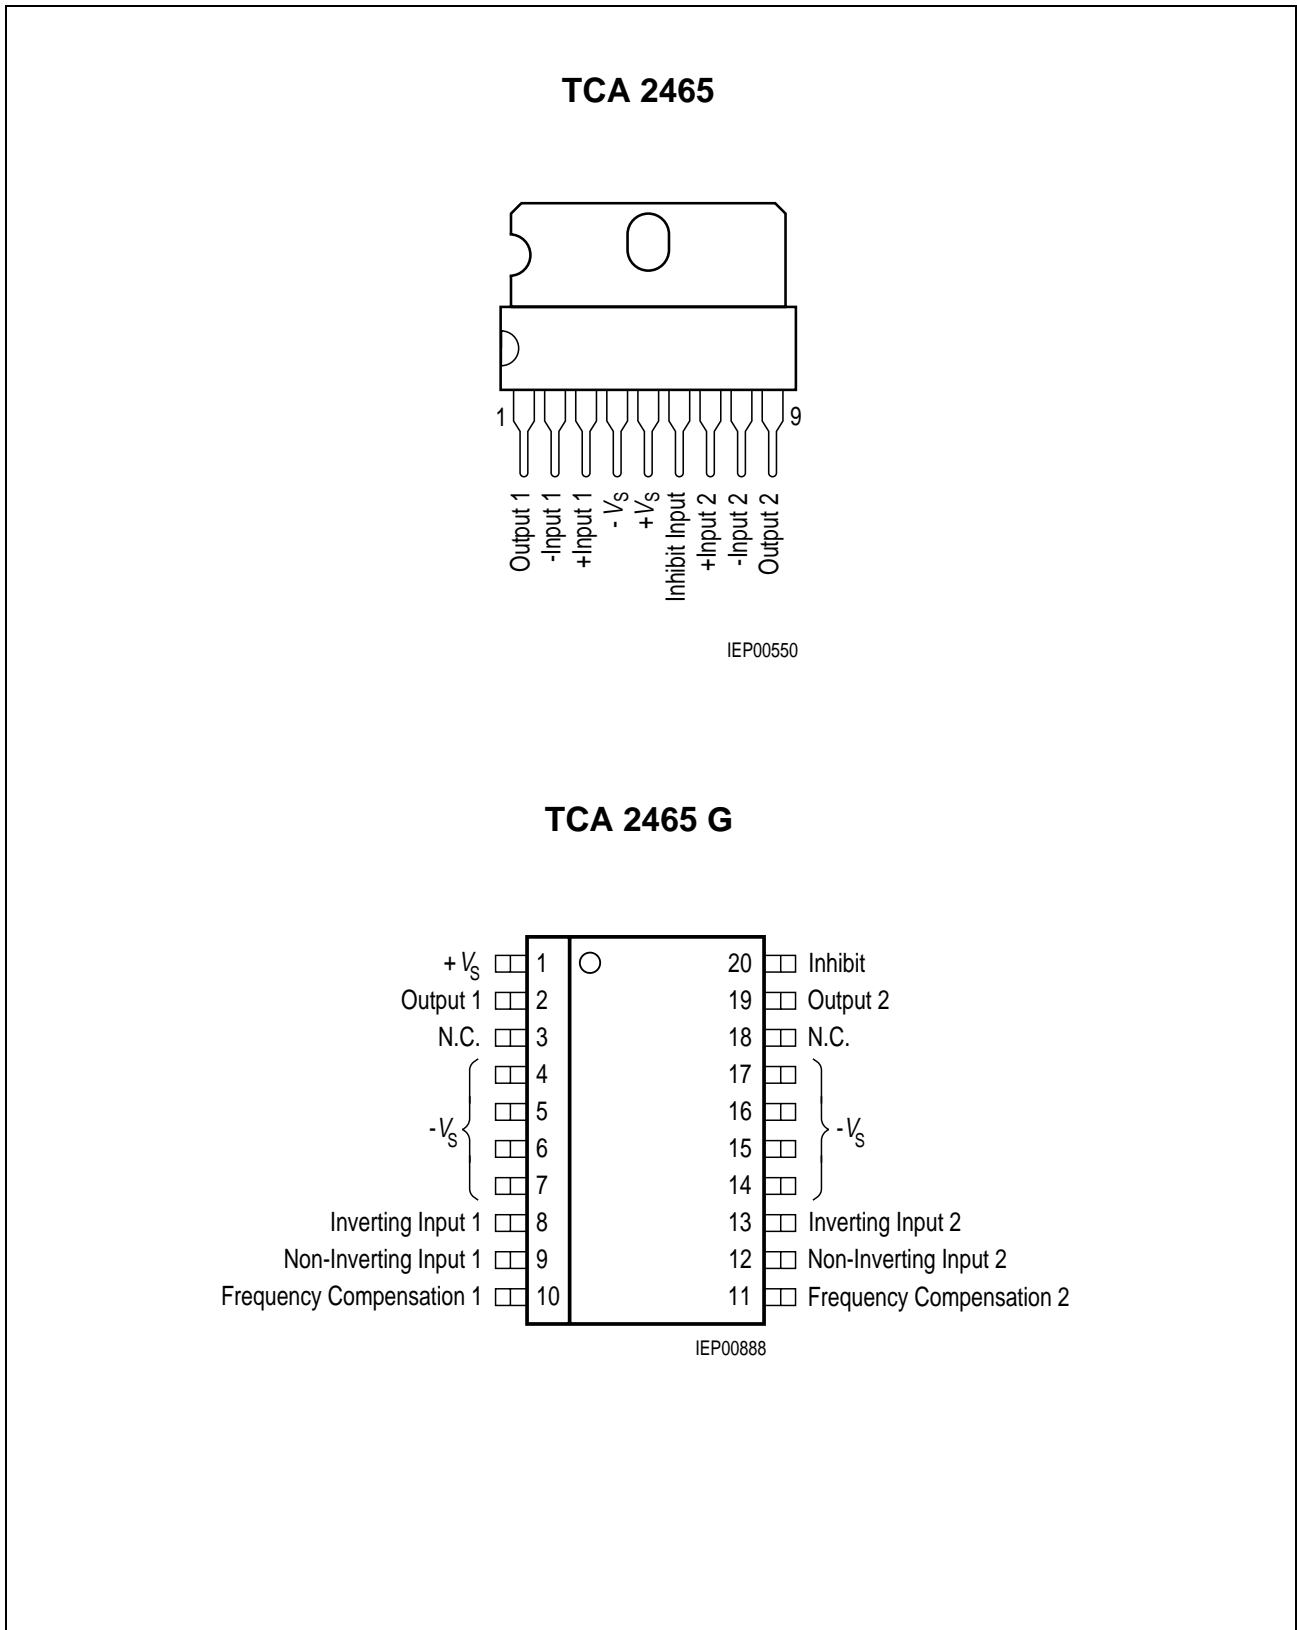 TCA 2465
1
9
Output 1
-Input 1
+Input 1
- VS
+VS
Inhibit Input
+Input 2
-Input 2
Output 2
IEP00550
TCA 2465 G
+ VS 1 20 Inhibit
Output 1 2 19 Output 2
N.C. 3 18 N.C.
4 17
5 16
- VS - VS
6 15
7 14
Inverting Input 1 8 13 Inverting Input 2
Non-Inverting Input 1 9 12 Non-Inverting Input 2
Frequency Compensation 1 10 11 Frequency Compensation 2
IEP00888